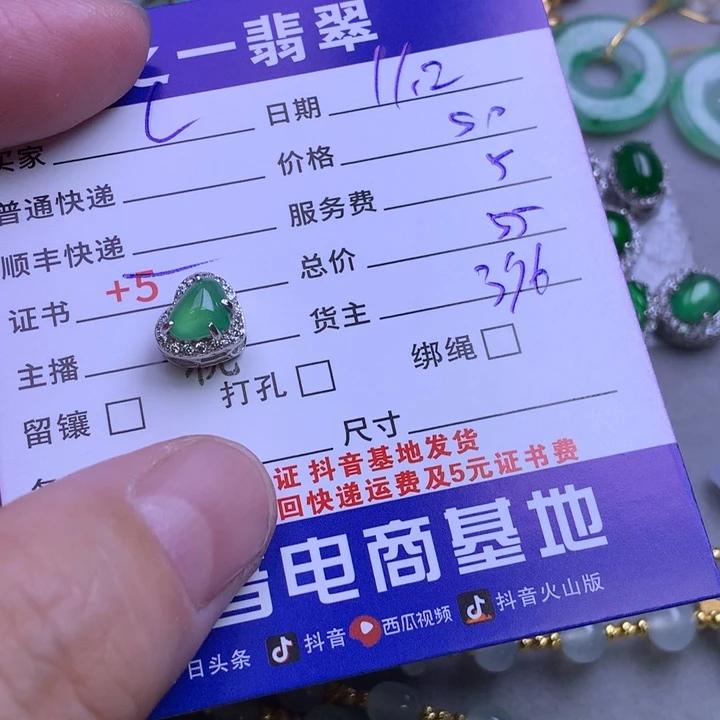 一翡翠
买家 L 日期 11.2
普通快递 价格 50
顺丰快递 服务费 5
证书 +5 总价 55
主播 货主 396
留镶 打孔 绑绳
尺寸
证 抖音基地发货
回快递运费及5元证书费
音电商基地
日头条 抖音 西瓜视频 抖音火山版